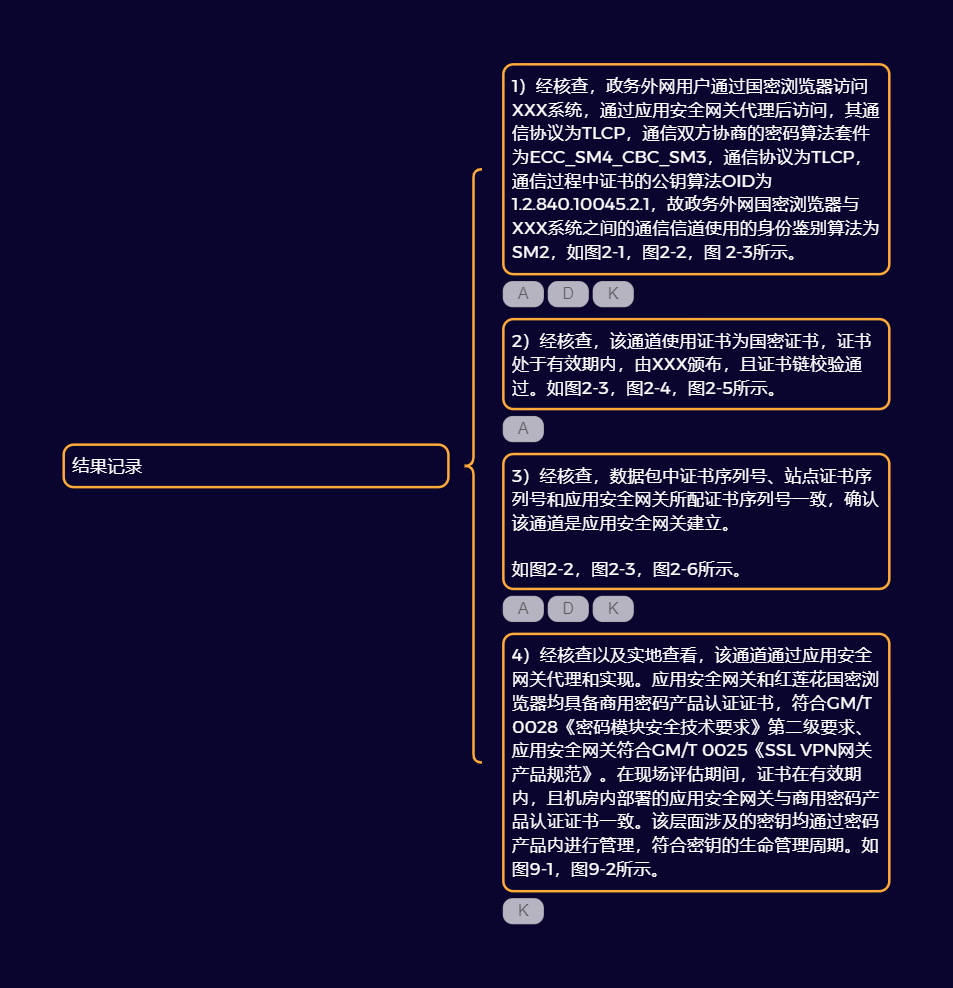 1）经核查，政务外网用户通过国密浏览器访问
XXX系统，通过应用安全网关代理后访问，其通
信协议为TLCP，通信双方协商的密码算法套件
为ECC_SM4_CBC_SM3，通信协议为TLCP，
通信过程中证书的公钥算法OID为
1.2.840.10045.2.1，故政务外网国密浏览器与
XXX系统之间的通信信道使用的身份鉴别算法为
SM2，如图2-1，图2-2，图 2-3所示。
A D K
2）经核查，该通道使用证书为国密证书，证书
处于有效期内，由XXX颁布，且证书链校验通
过。如图2-3，图2-4，图2-5所示。
A
结果记录
3）经核查，数据包中证书序列号、站点证书序
列号和应用安全网关所配证书序列号一致，确认
该通道是应用安全网关建立。
如图2-2，图2-3，图2-6所示。
A D K
4）经核查以及实地查看，该通道通过应用安全
网关代理和实现。应用安全网关和红莲花国密浏
览器均具备商用密码产品认证证书，符合GM/T
0028《密码模块安全技术要求》第二级要求、
应用安全网关符合GM/T 0025《SSL VPN网关
产品规范》。在现场评估期间，证书在有效期
内，且机房内部署的应用安全网关与商用密码产
品认证证书一致。该层面涉及的密钥均通过密码
产品内进行管理，符合密钥的生命管理周期。如
图9-1，图9-2所示。
K